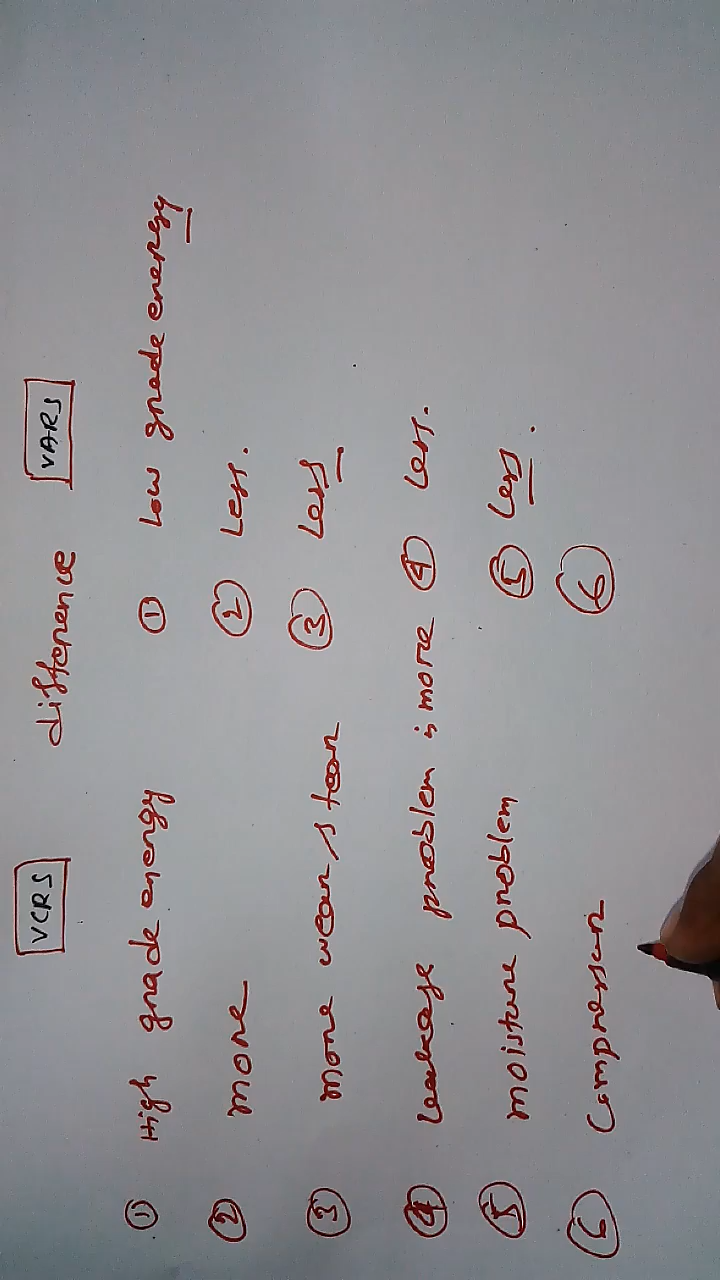 VCRS difference VARS
① High grade energy ① Low grade energy
② more ② Less.
③ more wear & tear ③ Less
④ Leakage problem is more ④ Less.
⑤ moisture problem ⑤ Less.
⑥ Compressor ⑥